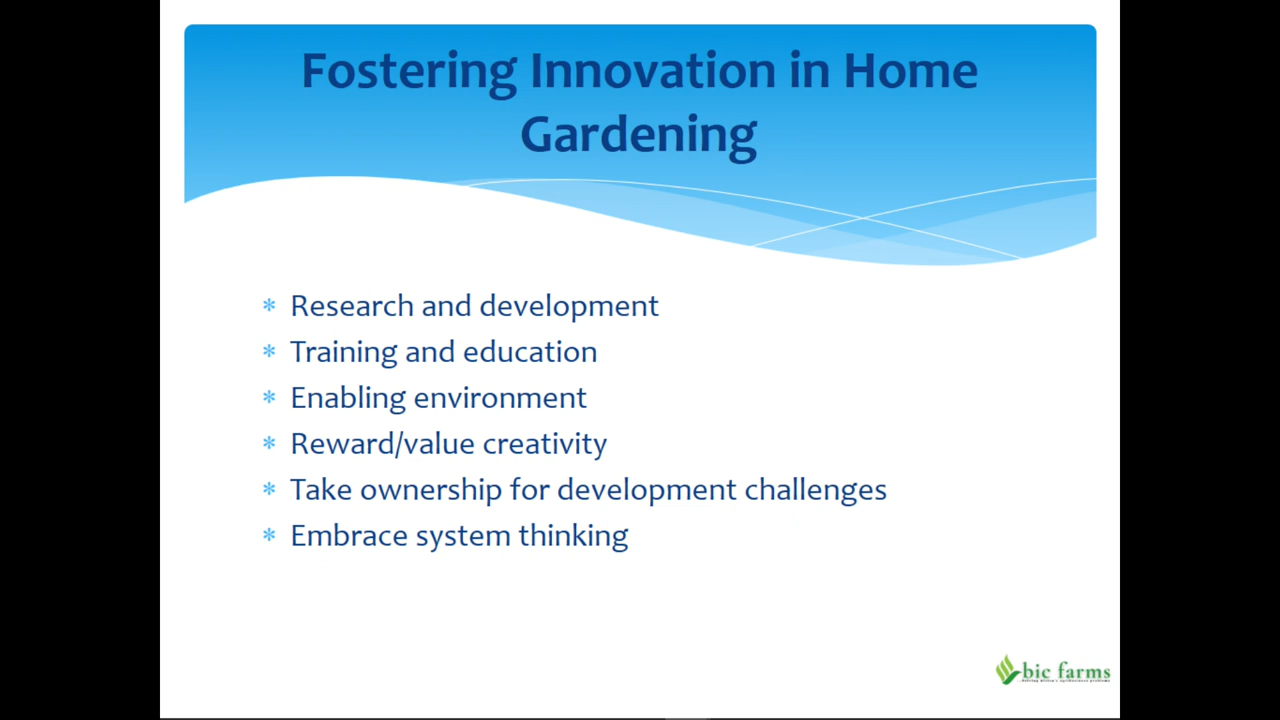 Fostering Innovation in Home
Gardening
* Research and development
* Training and education
* Enabling environment
* Reward/value creativity
* Take ownership for development challenges
* Embrace system thinking
bic farms